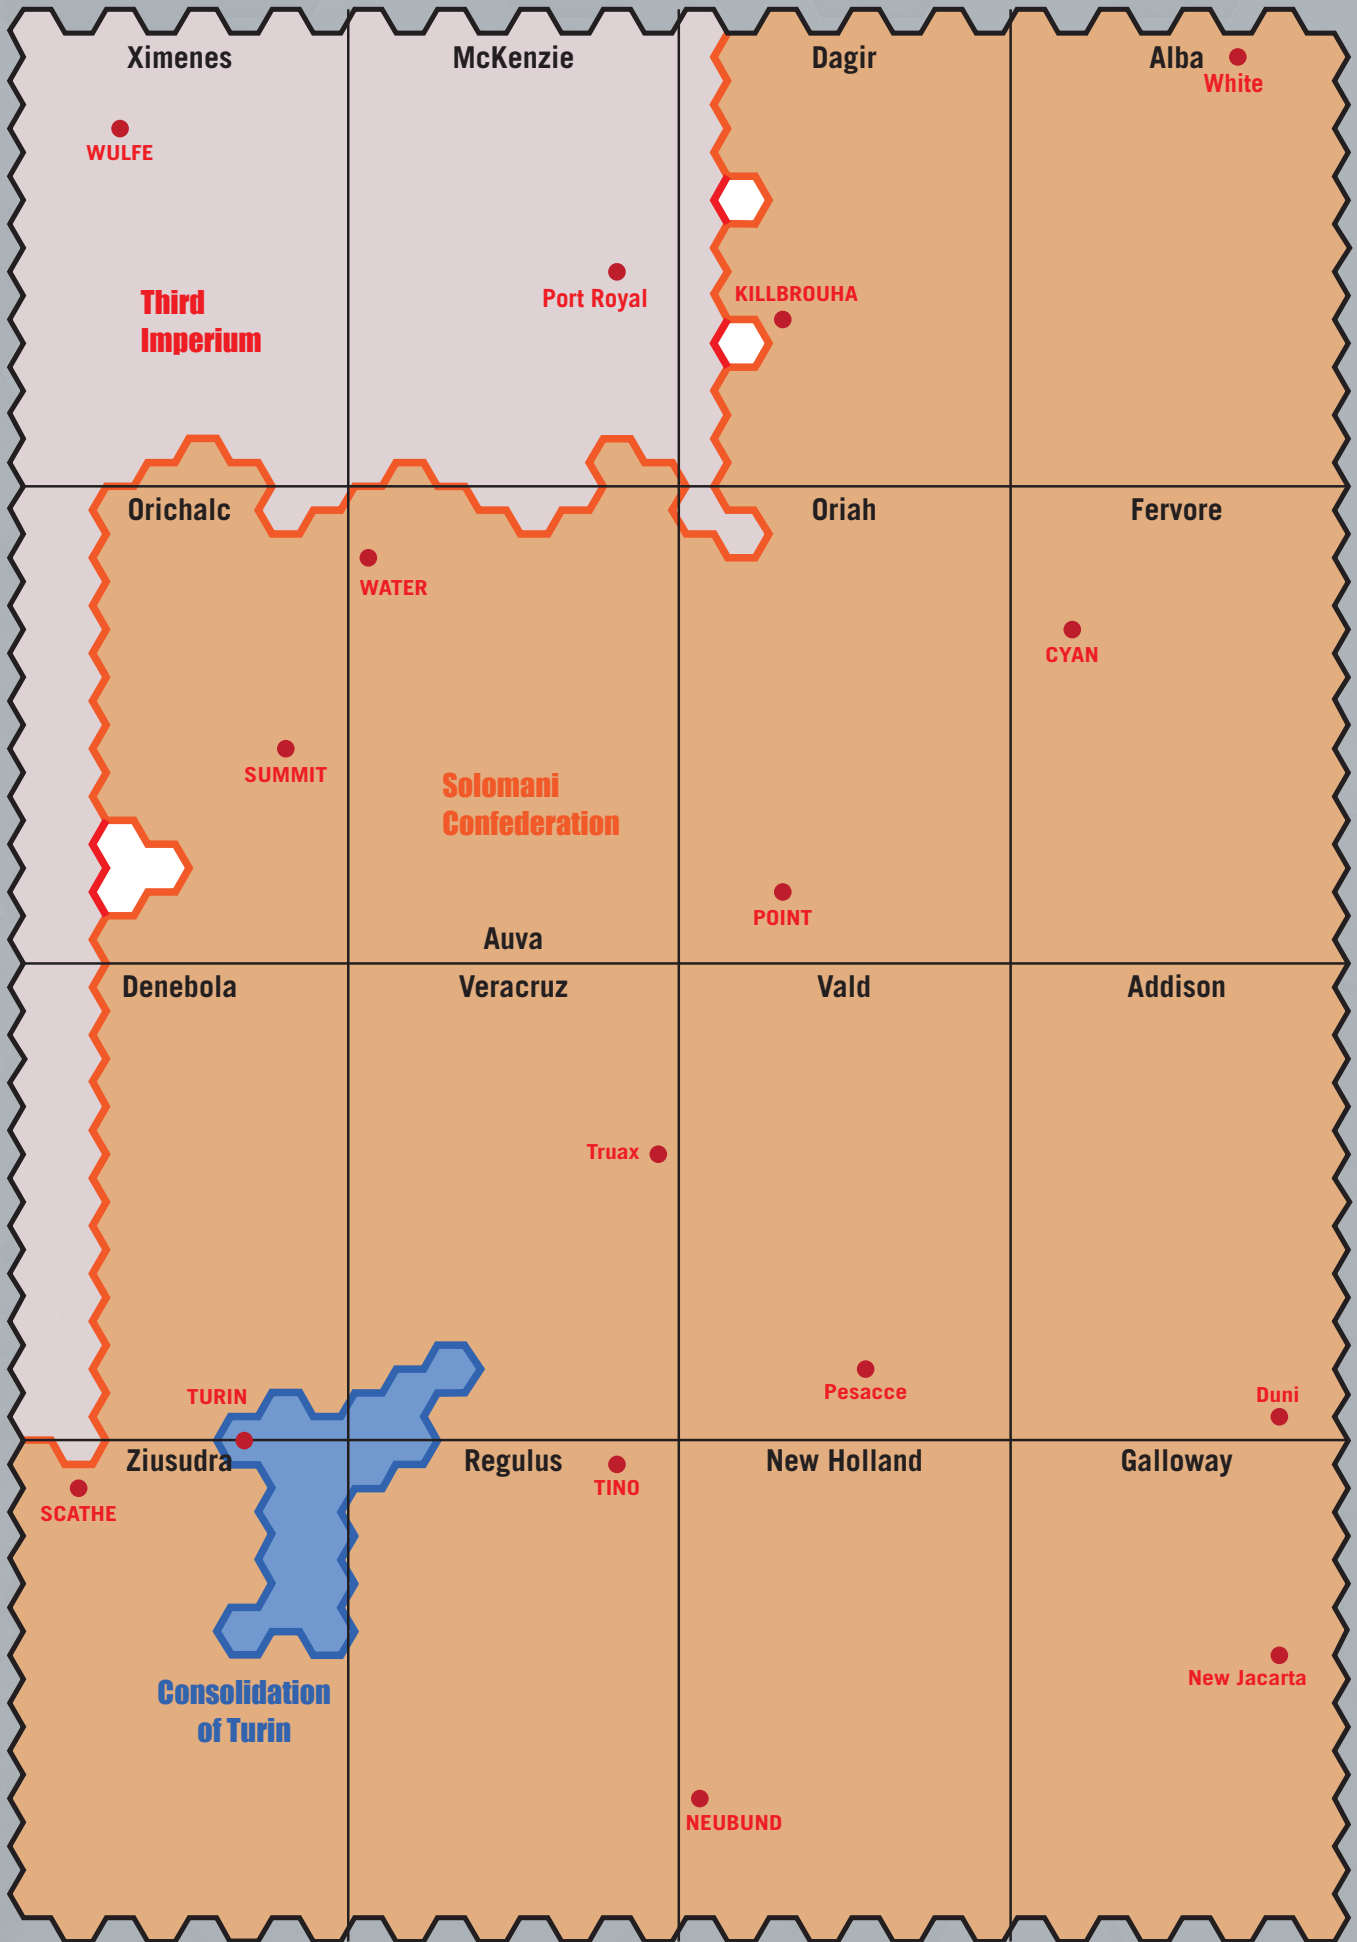 Ximenes
McKenzie
Dagir
Alba
White
WULFE
Port Royal
KILLBROUHA
Third
Imperium
Orichalc
Oriah
Fervore
WATER
CYAN
SUMMIT
Solomani
Confederation
POINT
Auva
Denebola
Veracruz
Vald
Addison
Truax
TURIN
Pesacce
Duni
Ziusudra
Regulus
New Holland
Galloway
SCATHE
TINO
New Jacarta
Consolidation
of Turin
NEUBUND